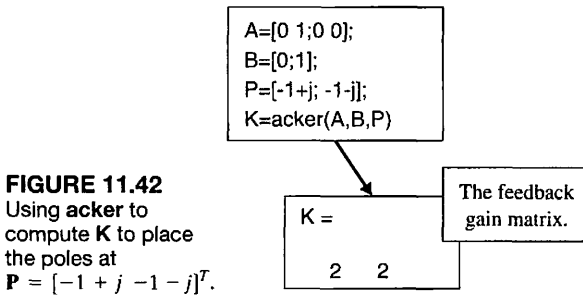 A=[0 1;0 0];
B=[0;1];
P=[-1+j; -1-j];
K=acker(A,B,P)
FIGURE 11.42
Using acker to
compute K to place
the poles at
P = [-1 + j  -1 - j]ᵀ.
K =
2 2
The feedback
gain matrix.